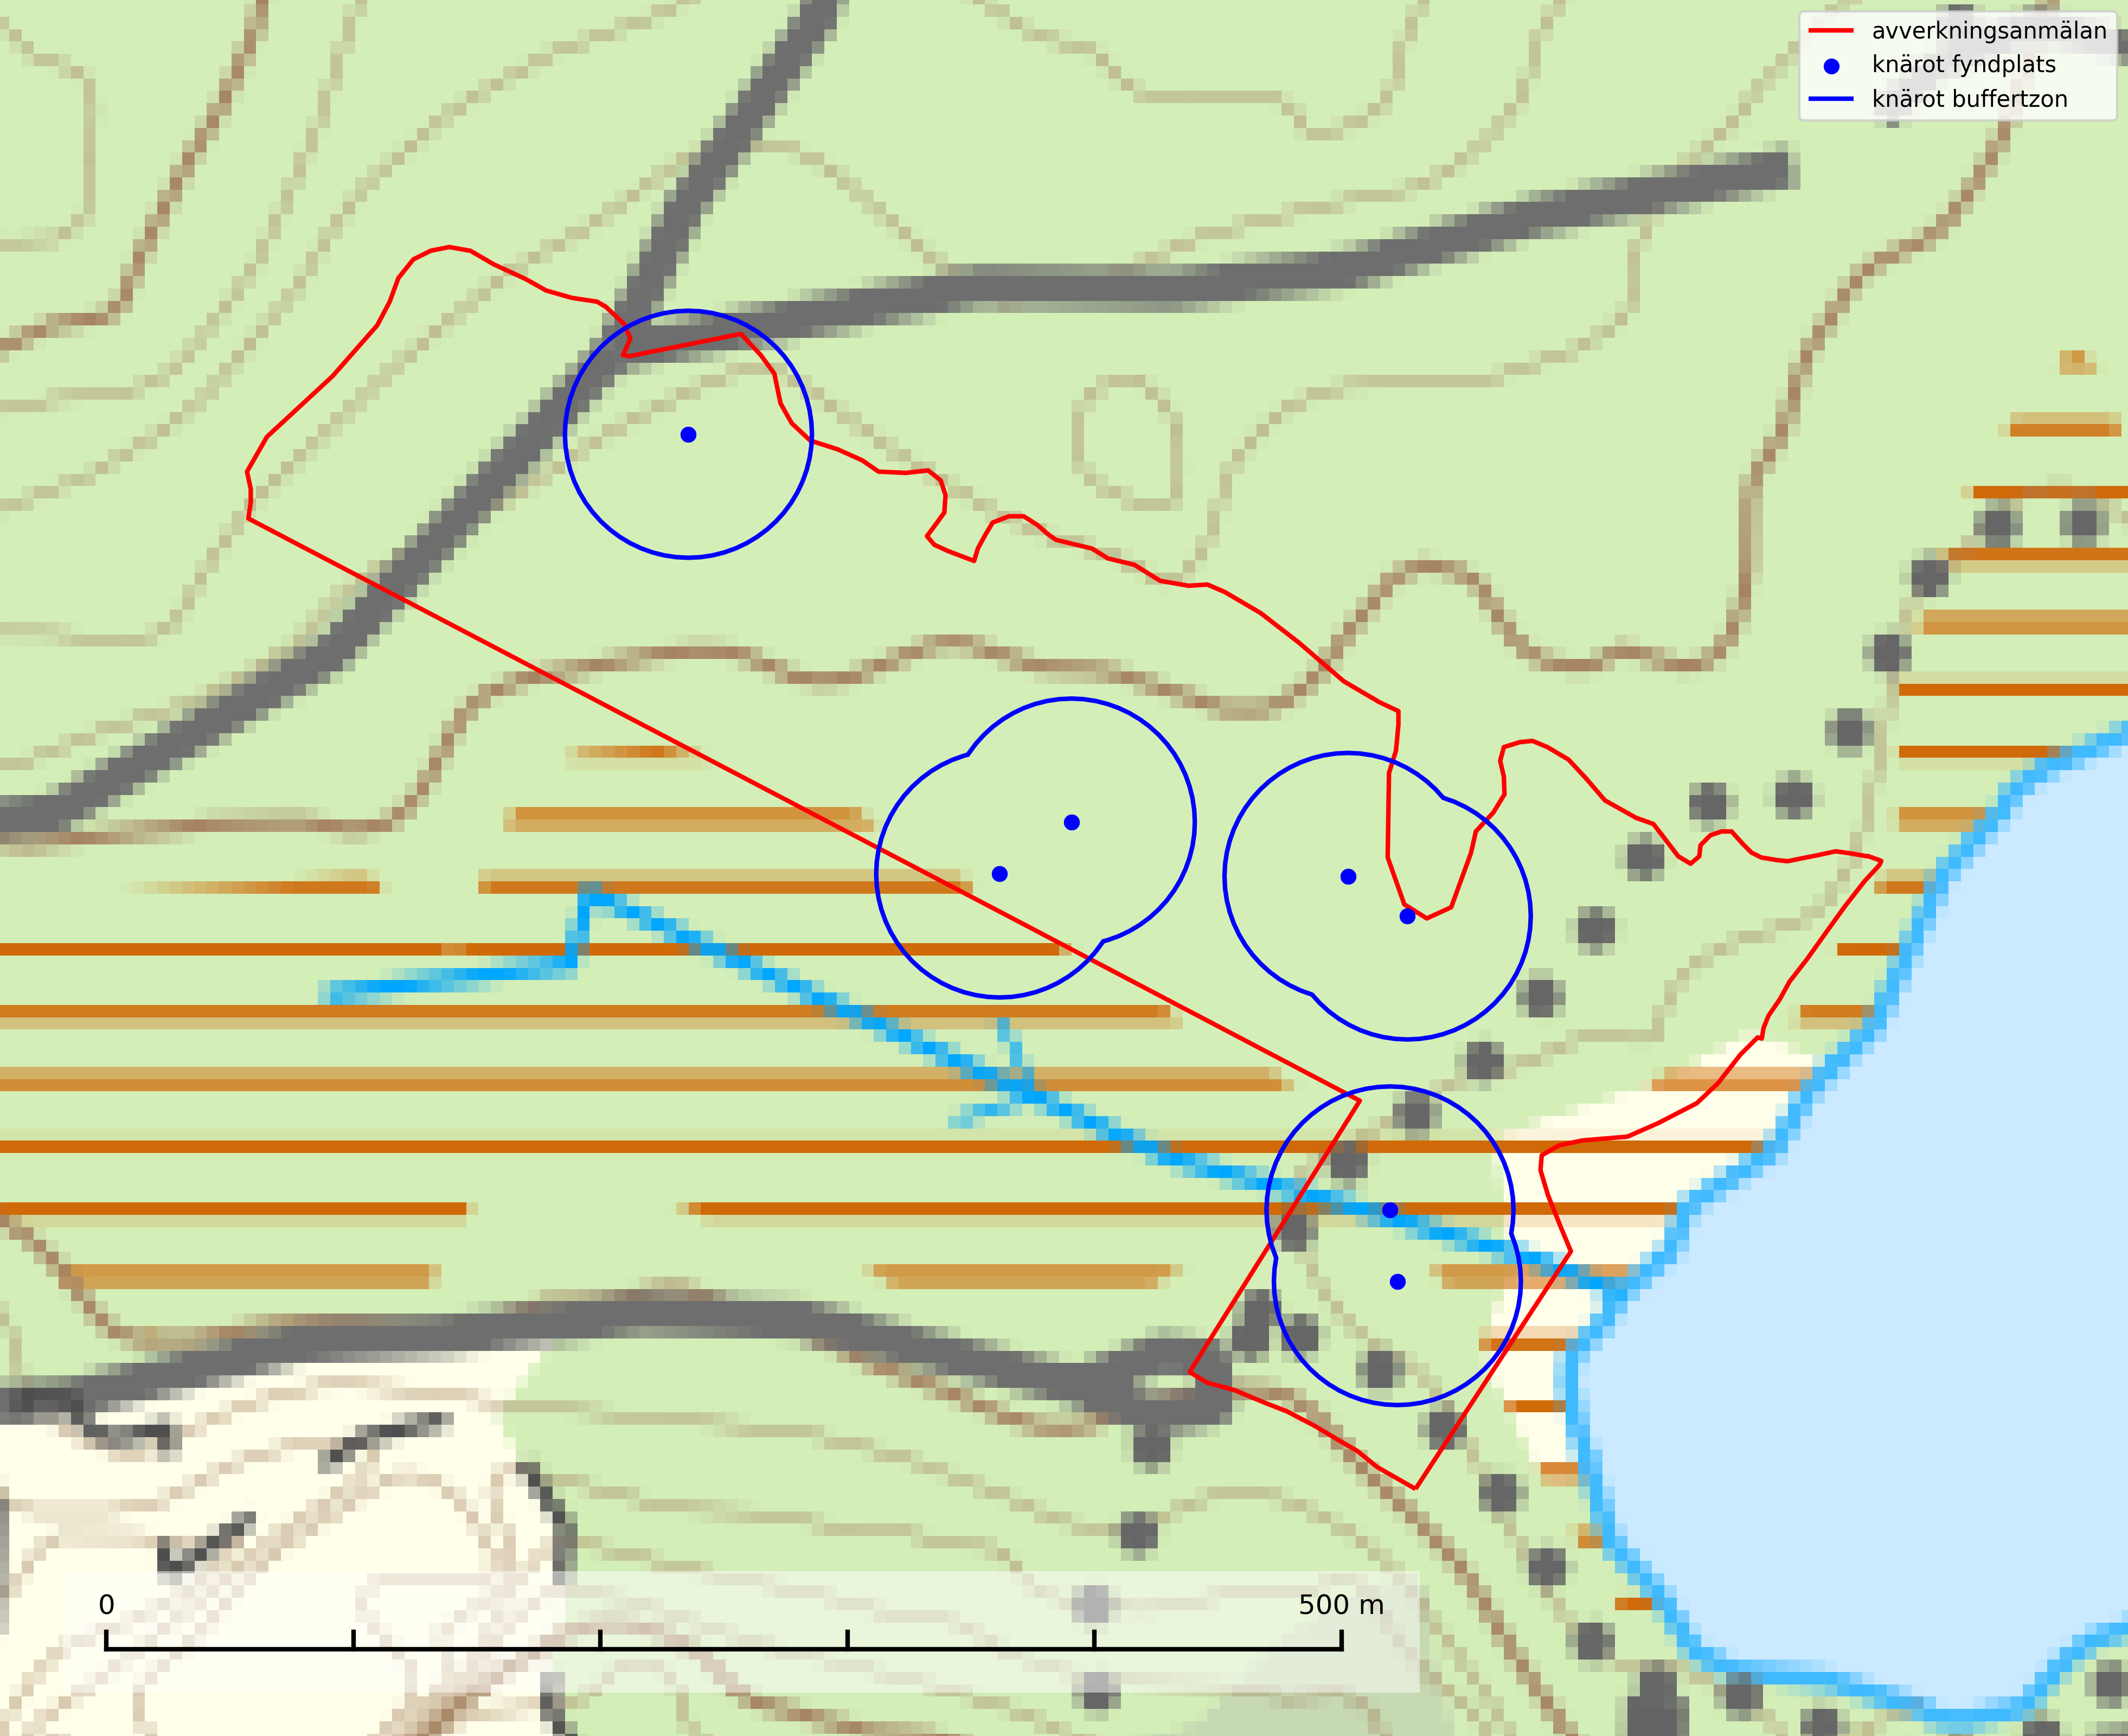 avverkningsanmälan
knärot fyndplats
knärot buffertzon
0
500 m